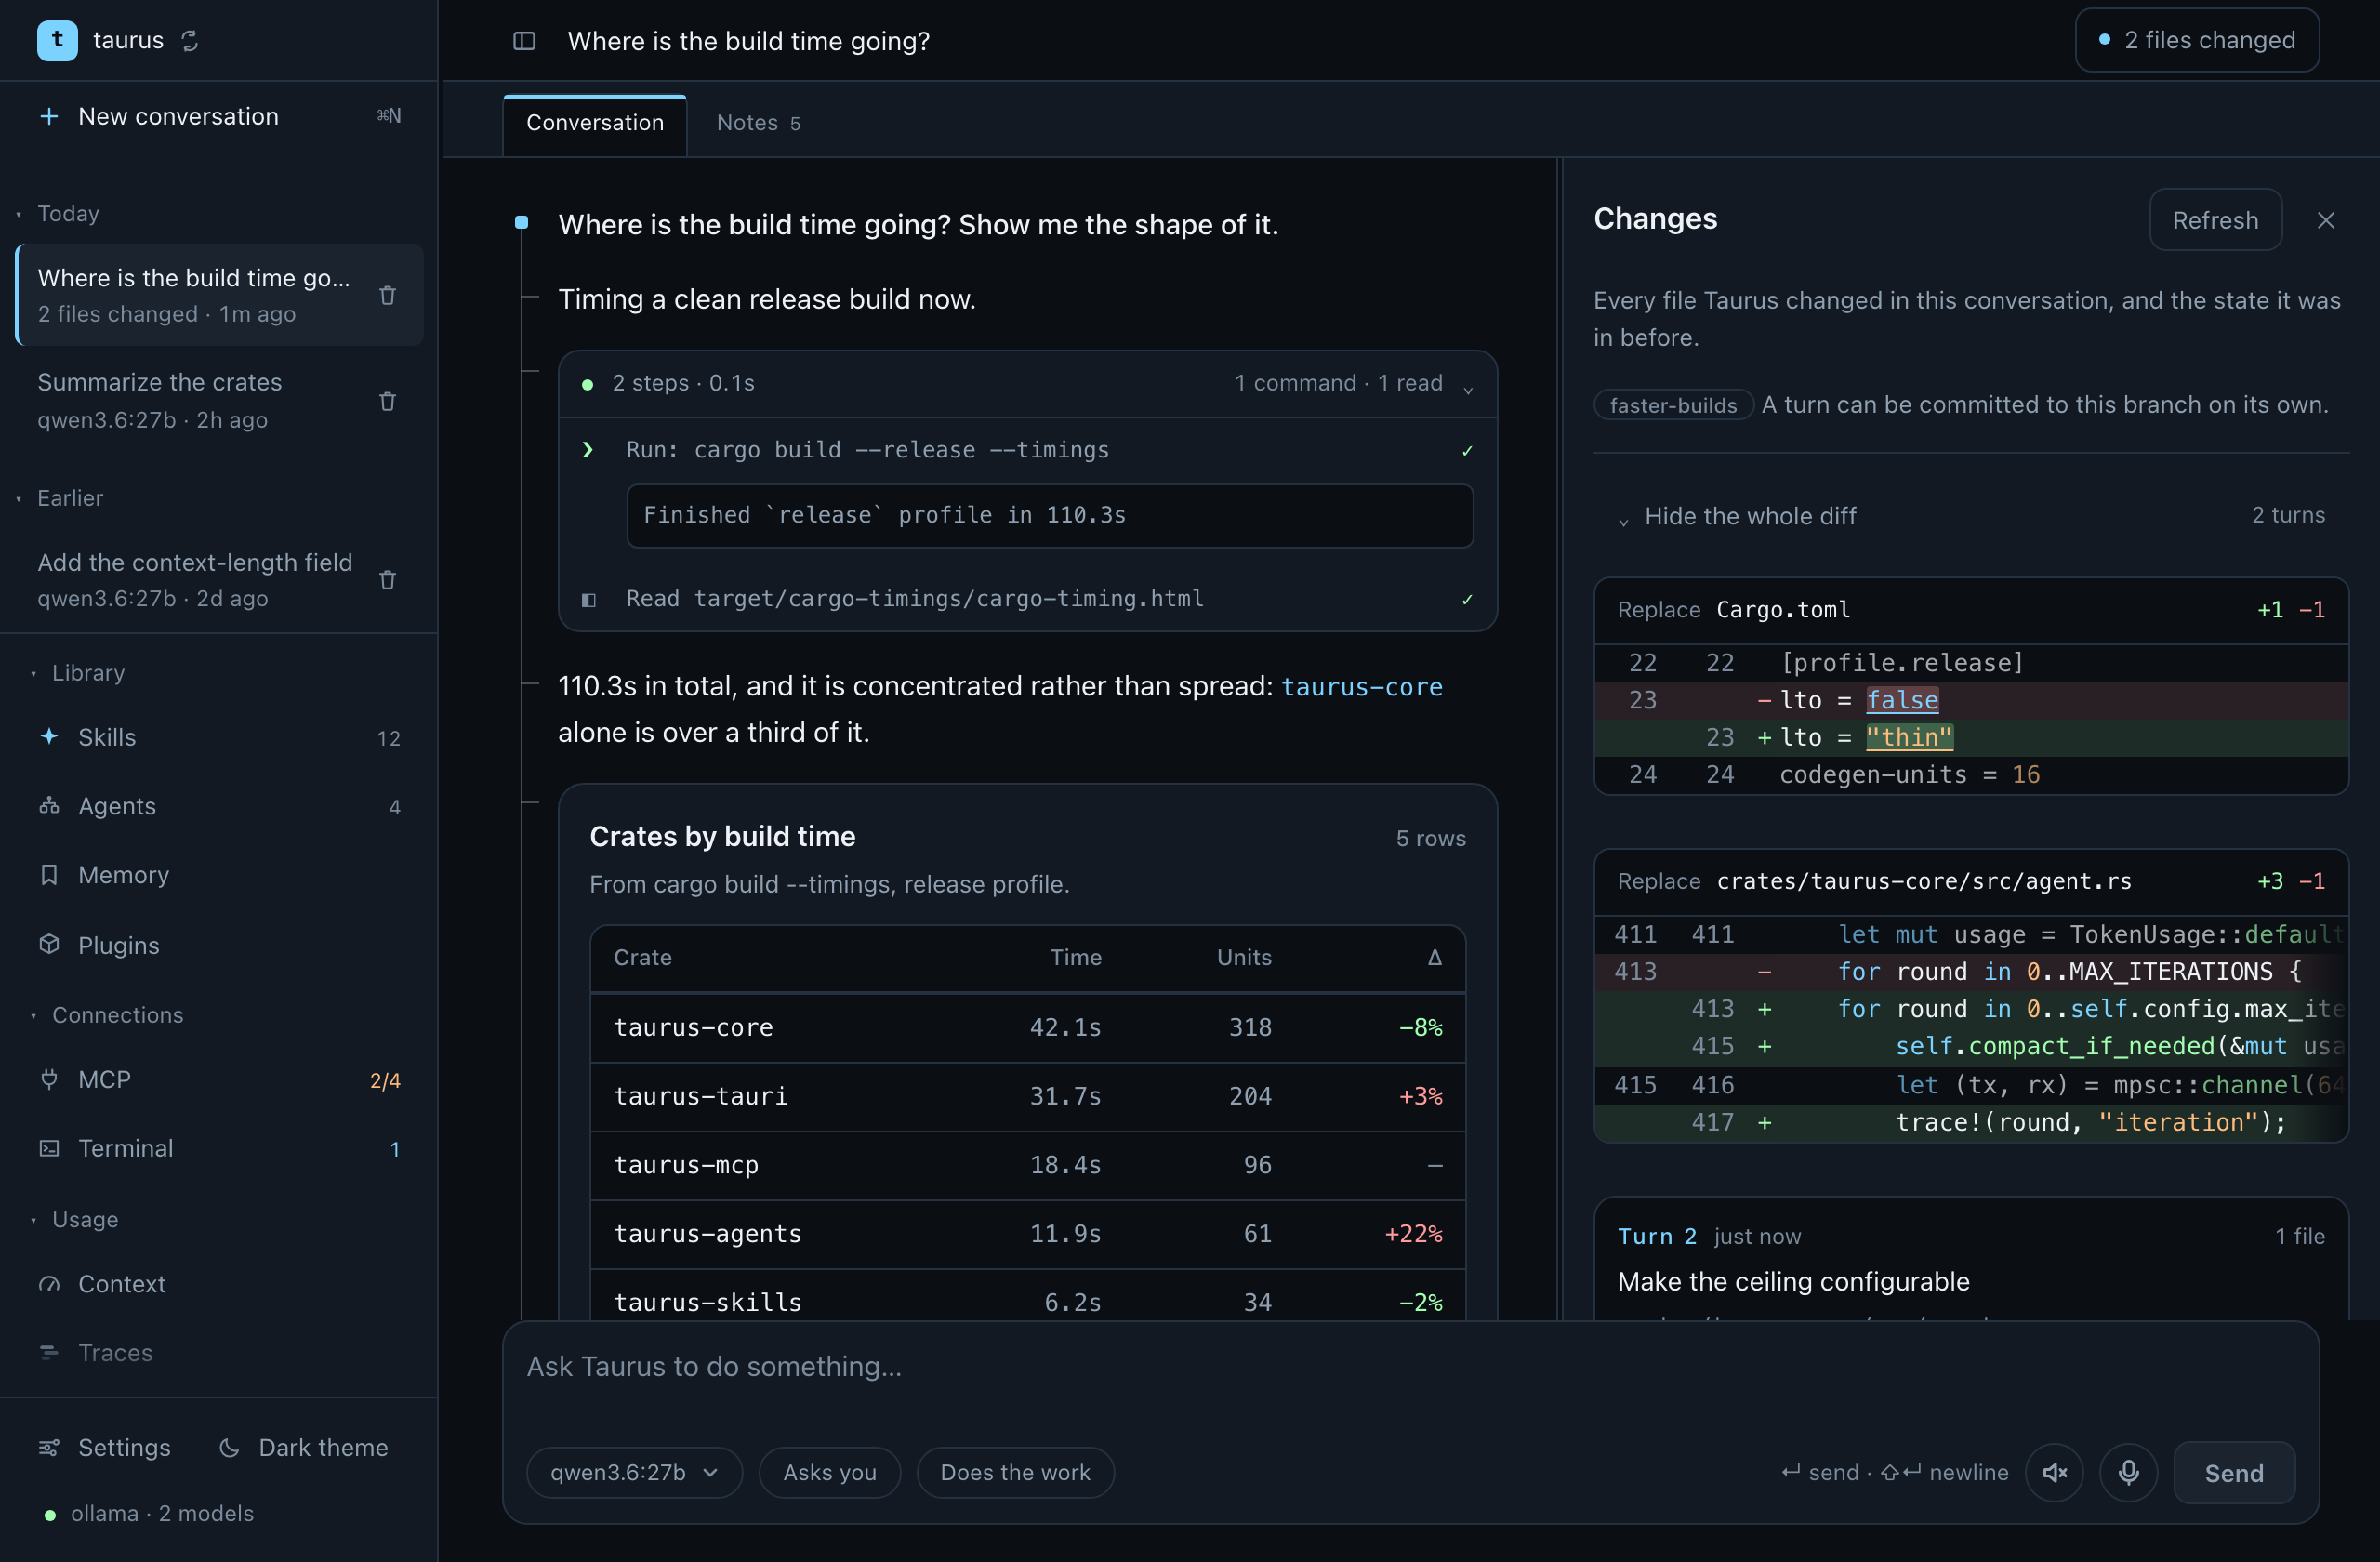 t taurus
New conversation ⌘N
Today
Where is the build time go...
2 files changed · 1m ago
Summarize the crates
qwen3.6:27b · 2h ago
Earlier
Add the context-length field
qwen3.6:27b · 2d ago
Library
Skills 12
Agents 4
Memory
Plugins
Connections
MCP 2/4
Terminal 1
Usage
Context
Traces
Settings Dark theme
ollama · 2 models
Where is the build time going?
2 files changed
Conversation Notes 5
Where is the build time going? Show me the shape of it.
Timing a clean release build now.
2 steps · 0.1s 1 command · 1 read
Run: cargo build --release --timings ✓
Finished `release` profile in 110.3s
Read target/cargo-timings/cargo-timing.html ✓
110.3s in total, and it is concentrated rather than spread: taurus-core
alone is over a third of it.
Crates by build time 5 rows
From cargo build --timings, release profile.
Crate Time Units Δ
taurus-core 42.1s 318 −8%
taurus-tauri 31.7s 204 +3%
taurus-mcp 18.4s 96 —
taurus-agents 11.9s 61 +22%
taurus-skills 6.2s 34 −2%
Changes Refresh
Every file Taurus changed in this conversation, and the state it was
in before.
faster-builds A turn can be committed to this branch on its own.
Hide the whole diff 2 turns
Replace Cargo.toml +1 −1
22 22 [profile.release]
23 − lto = false
23 + lto = "thin"
24 24 codegen-units = 16
Replace crates/taurus-core/src/agent.rs +3 −1
411 411 let mut usage = TokenUsage::default
413 − for round in 0..MAX_ITERATIONS {
413 + for round in 0..self.config.max_ite
415 + self.compact_if_needed(&mut usa
415 416 let (tx, rx) = mpsc::channel(64
417 + trace!(round, "iteration");
Turn 2 just now 1 file
Make the ceiling configurable
Ask Taurus to do something...
qwen3.6:27b Asks you Does the work
↵ send · ⇧↵ newline Send